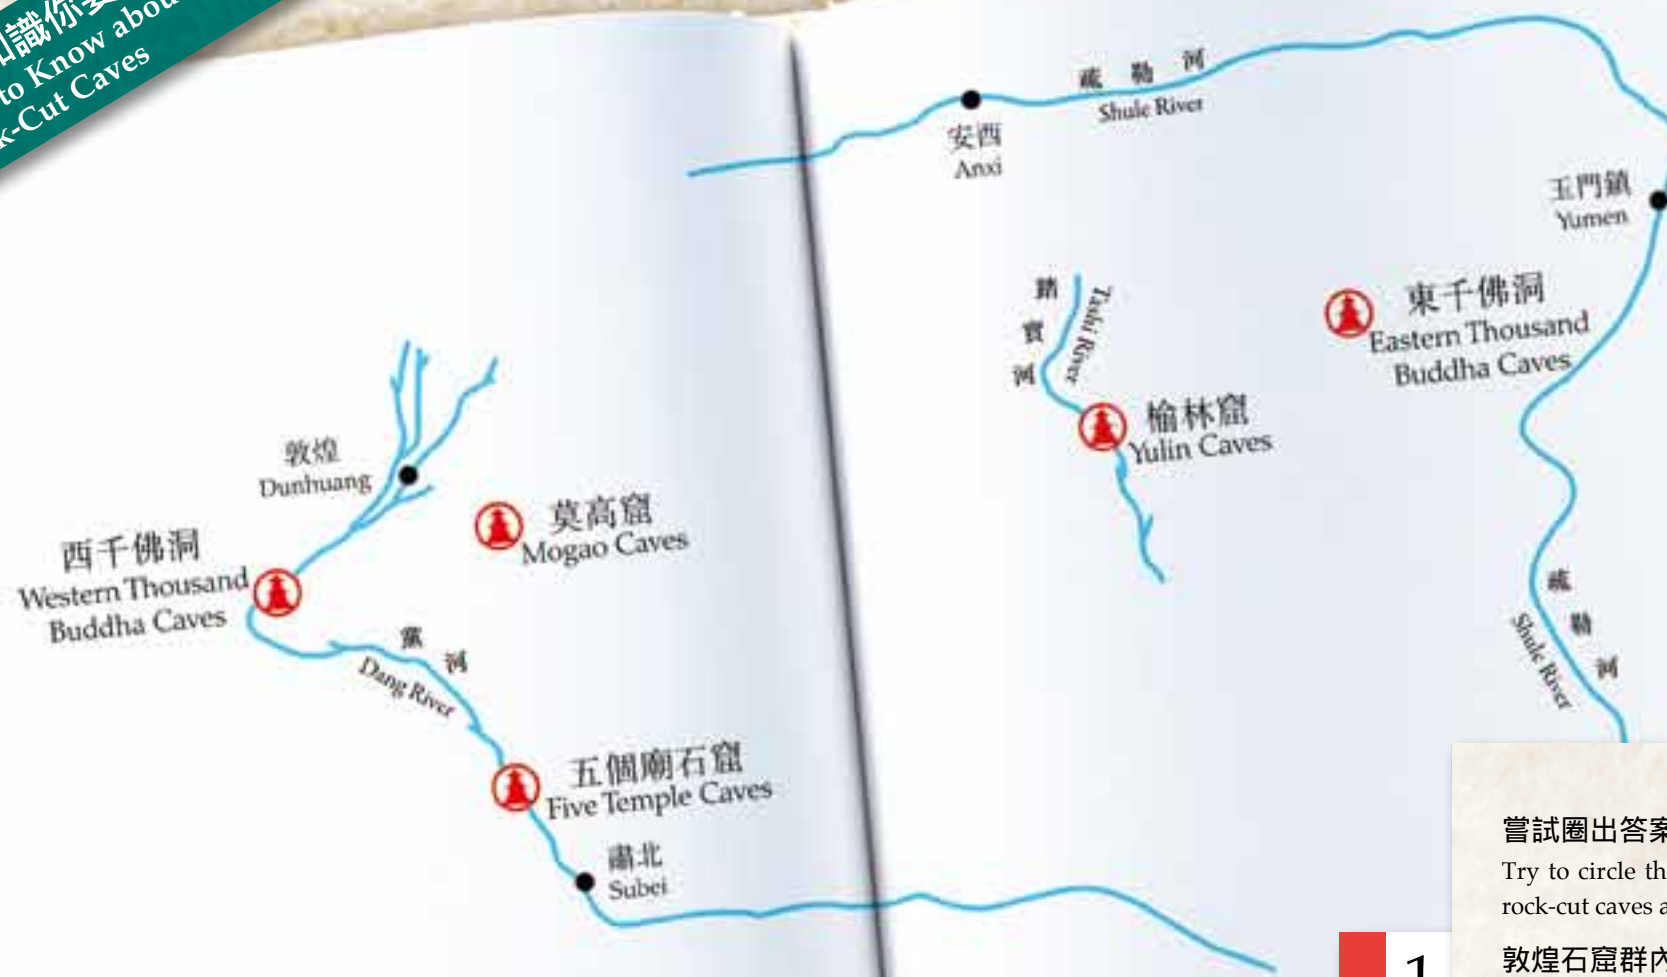 to Know about
Rock-Cut Caves
疏勒河
Shule River
安西
Anxi
玉門鎮
Yumen
踏實河
Tashi River
東千佛洞
Eastern Thousand
Buddha Caves
榆林窟
Yulin Caves
敦煌
Dunhuang
莫高窟
Mogao Caves
西千佛洞
Western Thousand
Buddha Caves
黨河
Dang River
疏勒河
Shule River
五個廟石窟
Five Temple Caves
肅北
Subei
嘗試圈出答案
Try to circle th
rock-cut caves a
1
敦煌石窟群內